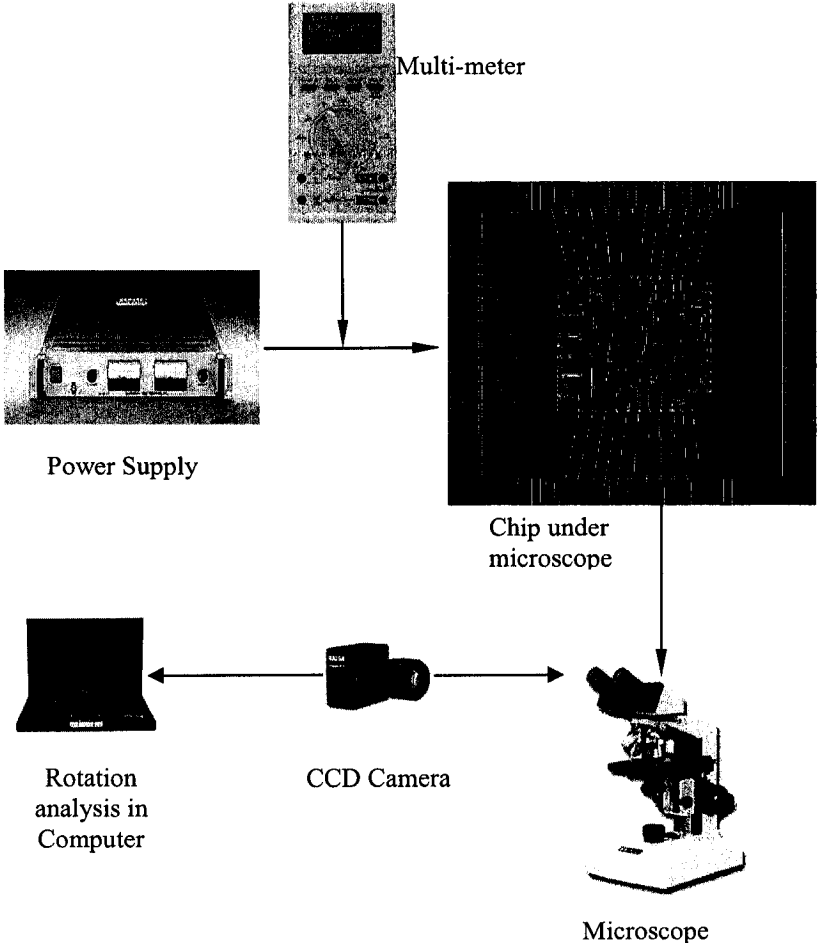 Multi-meter
Power Supply
Chip under
microscope
Rotation
analysis in
Computer
CCD Camera
Microscope